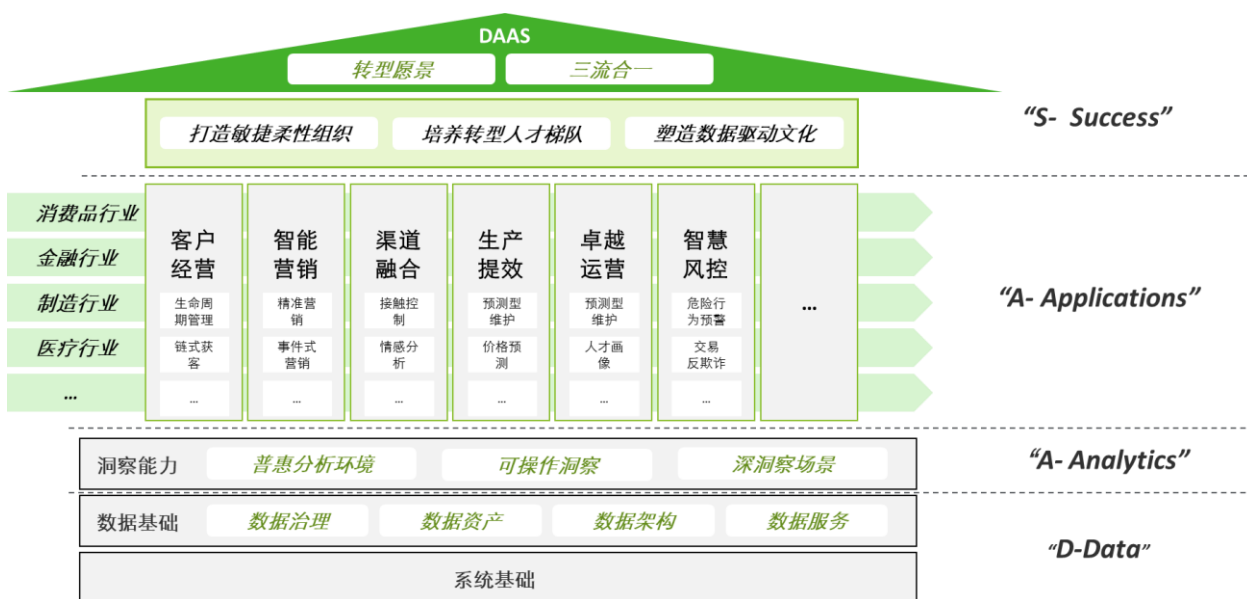 DAAS
转型愿景
三流合一
打造敏捷柔性组织
培养转型人才梯队
塑造数据驱动文化
“S- Success”
消费品行业
金融行业
制造行业
医疗行业
...
客户
经营
生命周
期管理
链式获
客
...
智能
营销
精准营
销
事件式
营销
...
渠道
融合
接触控
制
情感分
析
...
生产
提效
预测型
维护
价格预
测
...
卓越
运营
预测型
维护
人才画
像
...
智慧
风控
危险行
为预警
交易
反欺诈
...
...
“A- Applications”
洞察能力
普惠分析环境
可操作洞察
深洞察场景
“A- Analytics”
数据基础
数据治理
数据资产
数据架构
数据服务
系统基础
“D-Data”